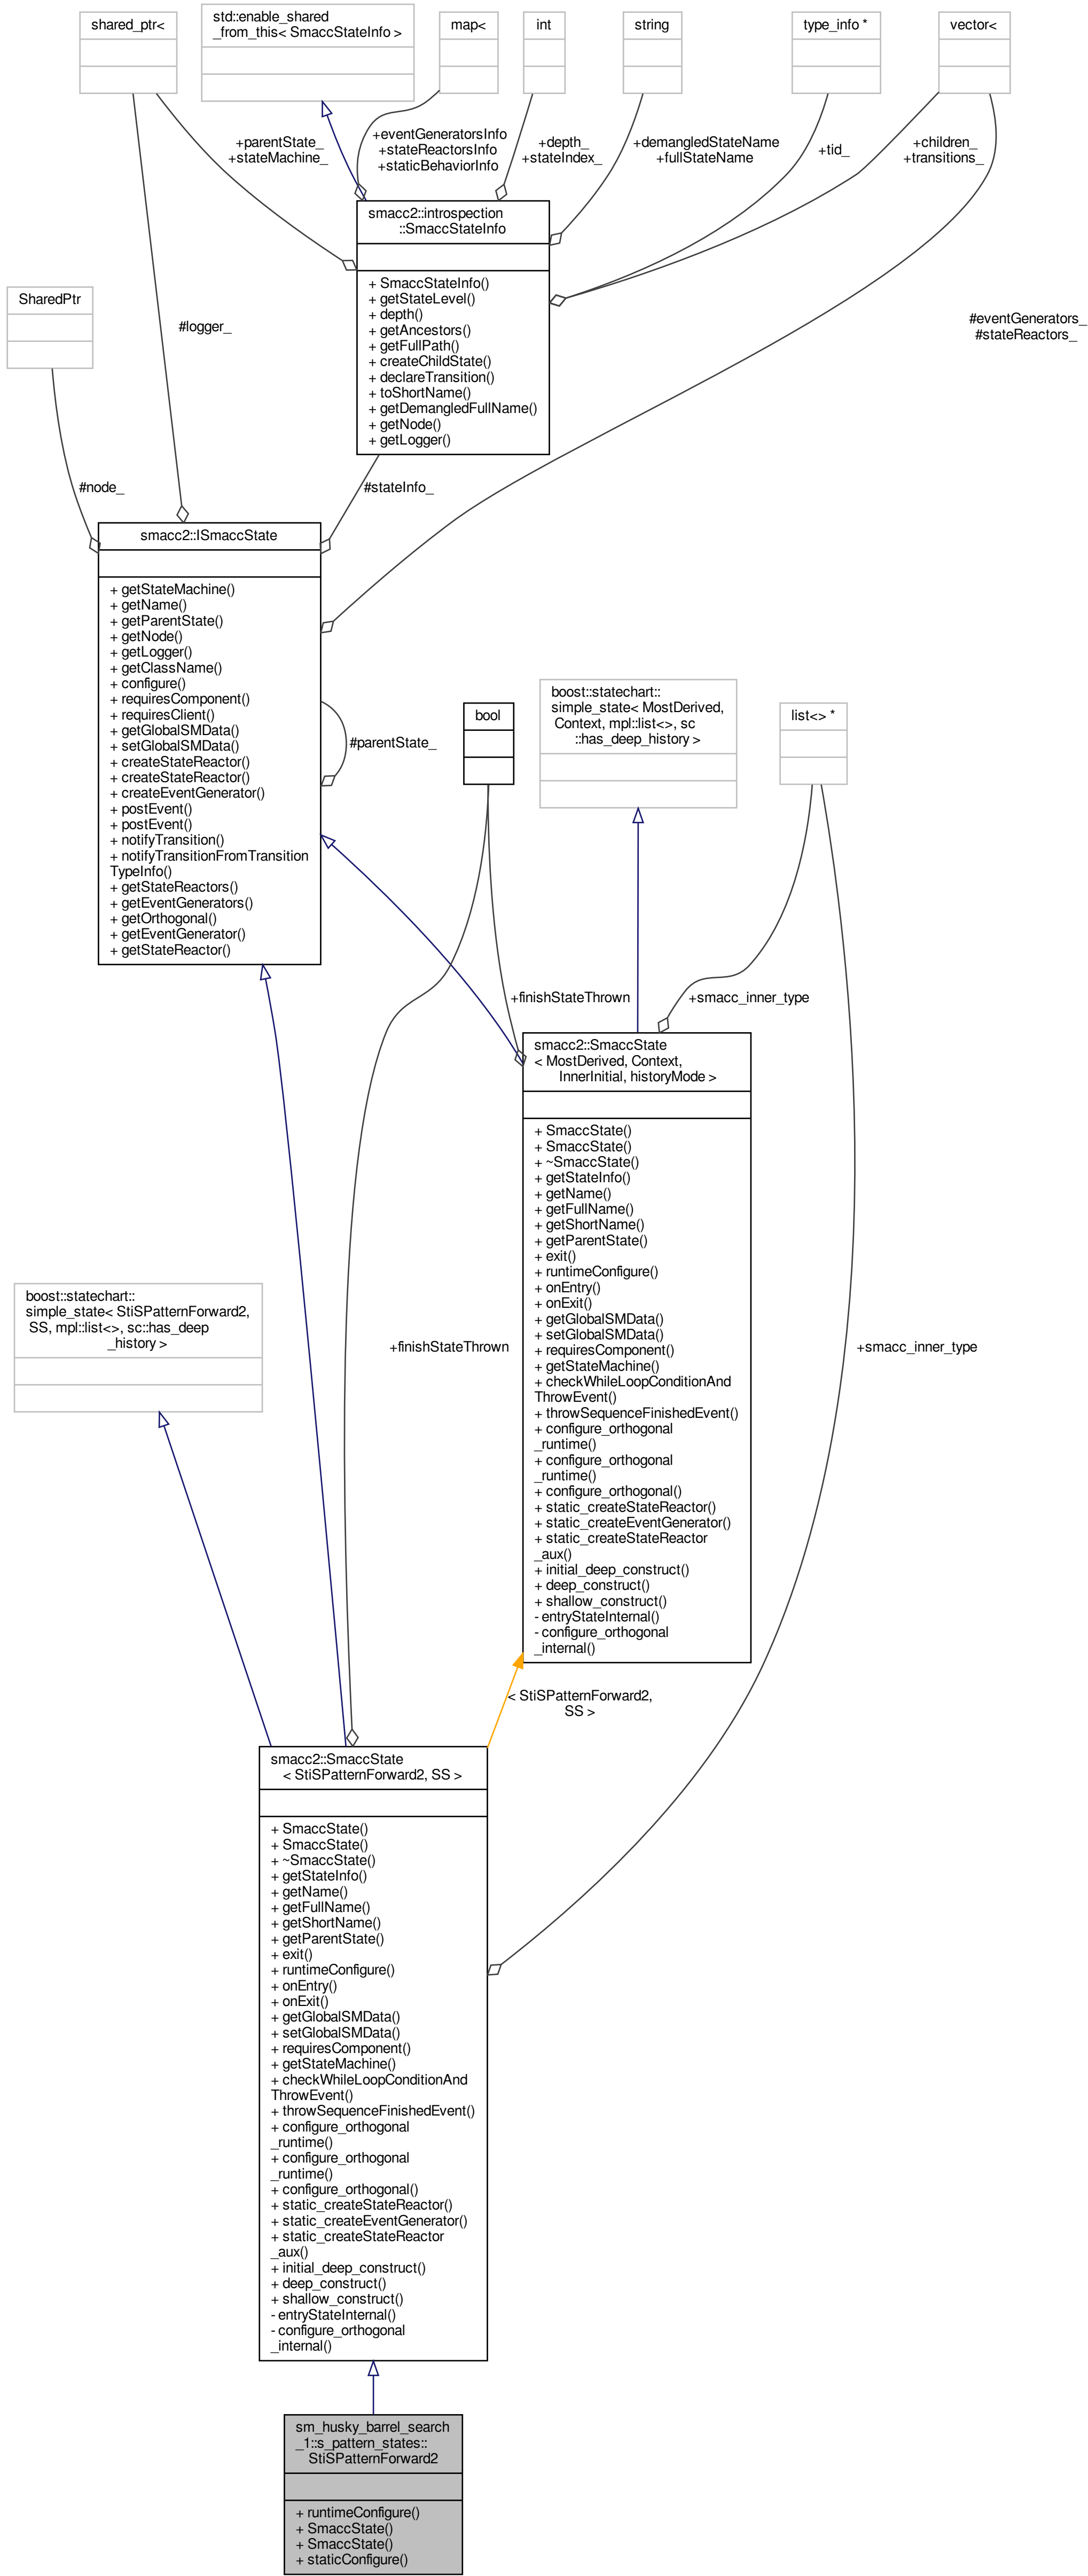 shared_ptr<
std::enable_shared
_from_this< SmaccStateInfo >
map<
int
string
type_info *
vector<
+parentState_
+stateMachine_
+eventGeneratorsInfo
+stateReactorsInfo
+staticBehaviorInfo
+depth_
+stateIndex_
+demangledStateName
+fullStateName
+tid_
+children_
+transitions_
smacc2::introspection
::SmaccStateInfo
+ SmaccStateInfo()
+ getStateLevel()
+ depth()
+ getAncestors()
+ getFullPath()
+ createChildState()
+ declareTransition()
+ toShortName()
+ getDemangledFullName()
+ getNode()
+ getLogger()
SharedPtr
#logger_
#eventGenerators_
#stateReactors_
#node_
#stateInfo_
smacc2::ISmaccState
+ getStateMachine()
+ getName()
+ getParentState()
+ getNode()
+ getLogger()
+ getClassName()
+ configure()
+ requiresComponent()
+ requiresClient()
+ getGlobalSMData()
+ setGlobalSMData()
+ createStateReactor()
+ createStateReactor()
+ createEventGenerator()
+ postEvent()
+ postEvent()
+ notifyTransition()
+ notifyTransitionFromTransition
TypeInfo()
+ getStateReactors()
+ getEventGenerators()
+ getOrthogonal()
+ getEventGenerator()
+ getStateReactor()
#parentState_
bool
boost::statechart::
simple_state< MostDerived,
Context, mpl::list<>, sc
::has_deep_history >
list<> *
+finishStateThrown
+smacc_inner_type
smacc2::SmaccState
< MostDerived, Context,
InnerInitial, historyMode >
+ SmaccState()
+ SmaccState()
+ ~SmaccState()
+ getStateInfo()
+ getName()
+ getFullName()
+ getShortName()
+ getParentState()
+ exit()
+ runtimeConfigure()
+ onEntry()
+ onExit()
+ getGlobalSMData()
+ setGlobalSMData()
+ requiresComponent()
+ getStateMachine()
+ checkWhileLoopConditionAnd
ThrowEvent()
+ throwSequenceFinishedEvent()
+ configure_orthogonal
_runtime()
+ configure_orthogonal
_runtime()
+ configure_orthogonal()
+ static_createStateReactor()
+ static_createEventGenerator()
+ static_createStateReactor
_aux()
+ initial_deep_construct()
+ deep_construct()
+ shallow_construct()
- entryStateInternal()
- configure_orthogonal
_internal()
boost::statechart::
simple_state< StiSPatternForward2,
SS, mpl::list<>, sc::has_deep
_history >
+finishStateThrown
+smacc_inner_type
< StiSPatternForward2,
SS >
smacc2::SmaccState
< StiSPatternForward2, SS >
+ SmaccState()
+ SmaccState()
+ ~SmaccState()
+ getStateInfo()
+ getName()
+ getFullName()
+ getShortName()
+ getParentState()
+ exit()
+ runtimeConfigure()
+ onEntry()
+ onExit()
+ getGlobalSMData()
+ setGlobalSMData()
+ requiresComponent()
+ getStateMachine()
+ checkWhileLoopConditionAnd
ThrowEvent()
+ throwSequenceFinishedEvent()
+ configure_orthogonal
_runtime()
+ configure_orthogonal
_runtime()
+ configure_orthogonal()
+ static_createStateReactor()
+ static_createEventGenerator()
+ static_createStateReactor
_aux()
+ initial_deep_construct()
+ deep_construct()
+ shallow_construct()
- entryStateInternal()
- configure_orthogonal
_internal()
sm_husky_barrel_search
_1::s_pattern_states::
StiSPatternForward2
+ runtimeConfigure()
+ SmaccState()
+ SmaccState()
+ staticConfigure()